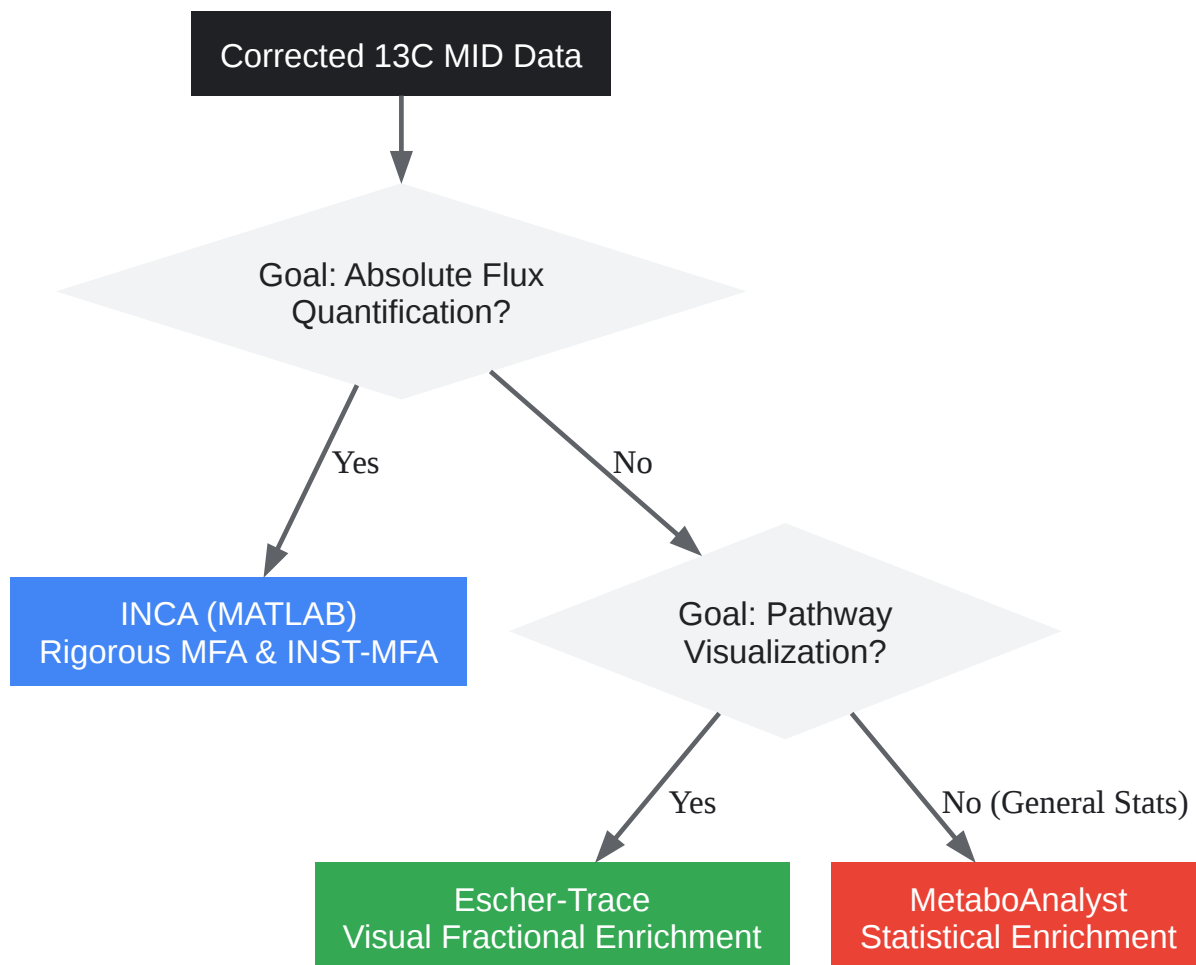 Corrected 13C MID Data
Goal: Absolute Flux
Quantification?
Yes
No
INCA (MATLAB)
Rigorous MFA & INST-MFA
Goal: Pathway
Visualization?
Yes
No (General Stats)
Escher-Trace
Visual Fractional Enrichment
MetaboAnalyst
Statistical Enrichment